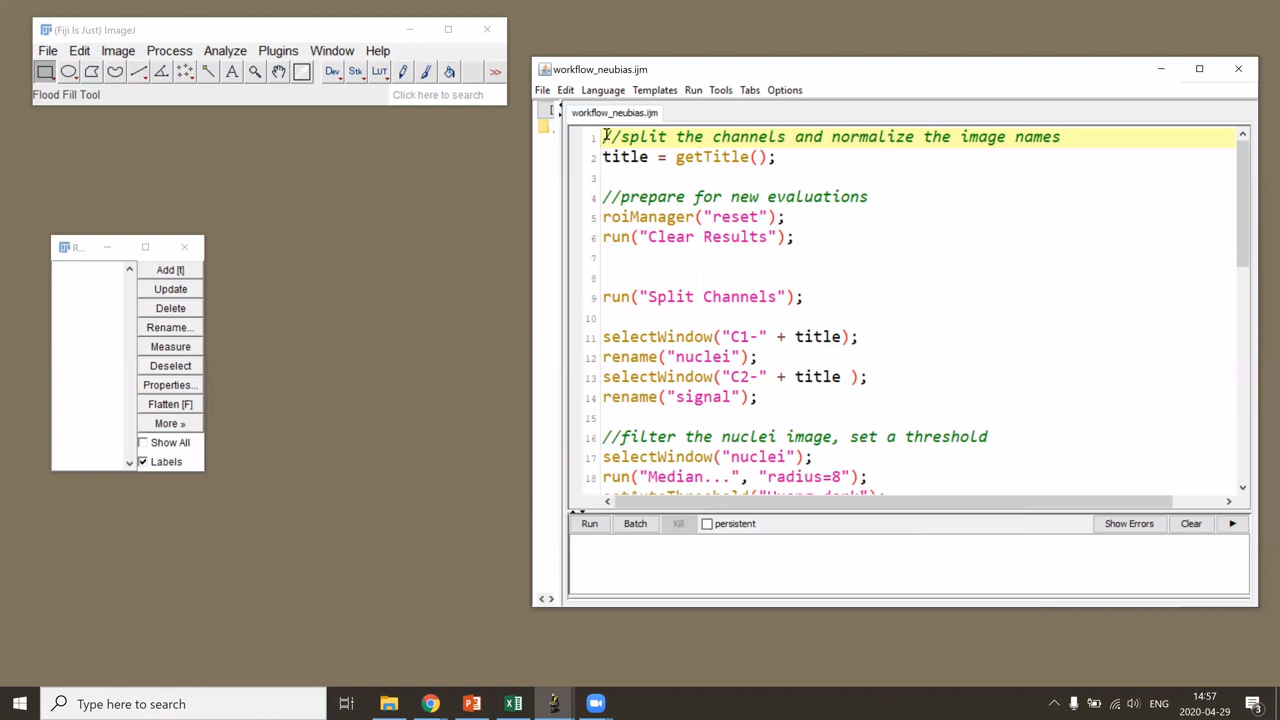 (Fiji Is Just) ImageJ
File Edit Image Process Analyze Plugins Window Help
Dev Stk LUT >>
Flood Fill Tool Click here to search
R...
Add [t]
Update
Delete
Rename...
Measure
Deselect
Properties...
Flatten [F]
More »
Show All
Labels
workflow_neubias.ijm
File Edit Language Templates Run Tools Tabs Options
workflow_neubias.ijm
1 //split the channels and normalize the image names
2 title = getTitle();
3
4 //prepare for new evaluations
5 roiManager("reset");
6 run("Clear Results");
7
8
9 run("Split Channels");
10
11 selectWindow("C1-" + title);
12 rename("nuclei");
13 selectWindow("C2-" + title );
14 rename("signal");
15
16 //filter the nuclei image, set a threshold
17 selectWindow("nuclei");
18 run("Median...", "radius=8");
Run Batch Kill persistent Show Errors Clear
Type here to search
ENG
14:57
2020-04-29
3